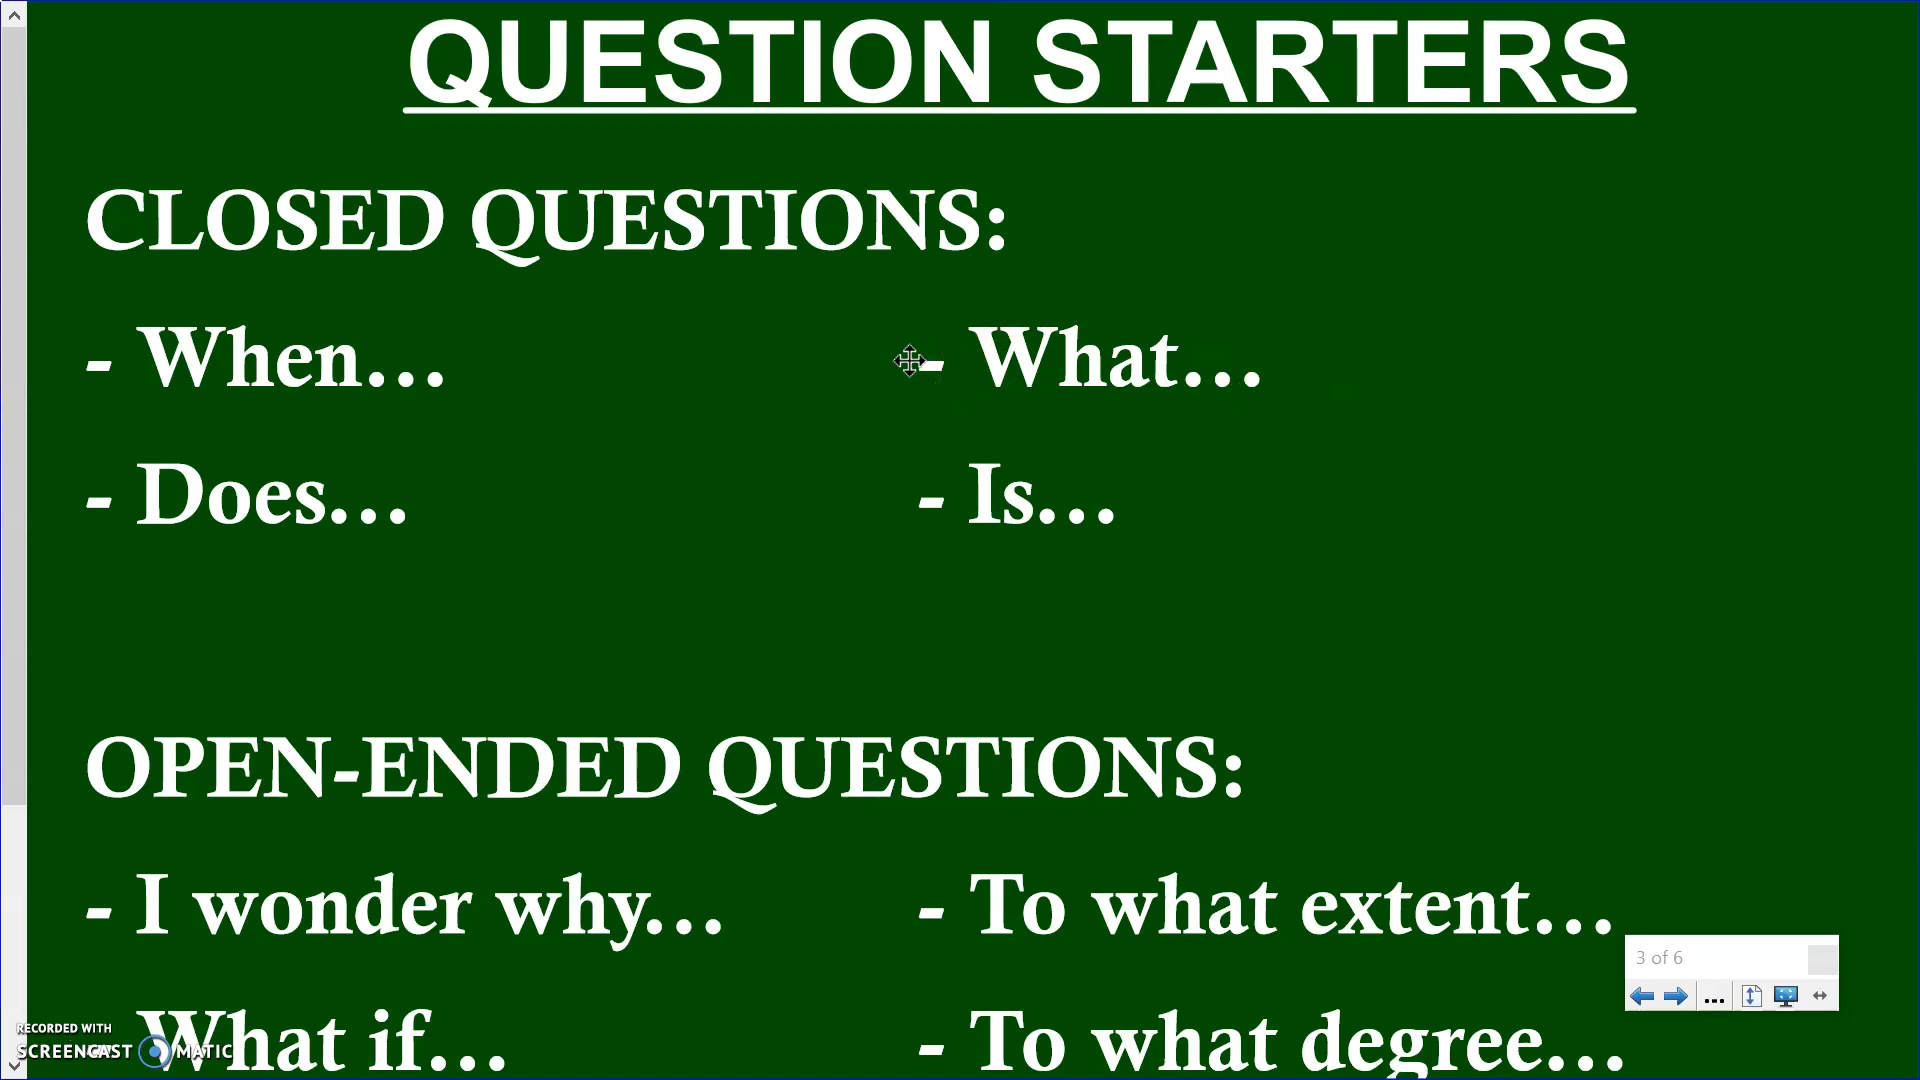 QUESTION STARTERS
CLOSED QUESTIONS:
- When... - What...
- Does... - Is...
OPEN-ENDED QUESTIONS:
- I wonder why... - To what extent...
3 of 6
- What if... - To what degree...
RECORDED WITH
SCREENCAST MATIC